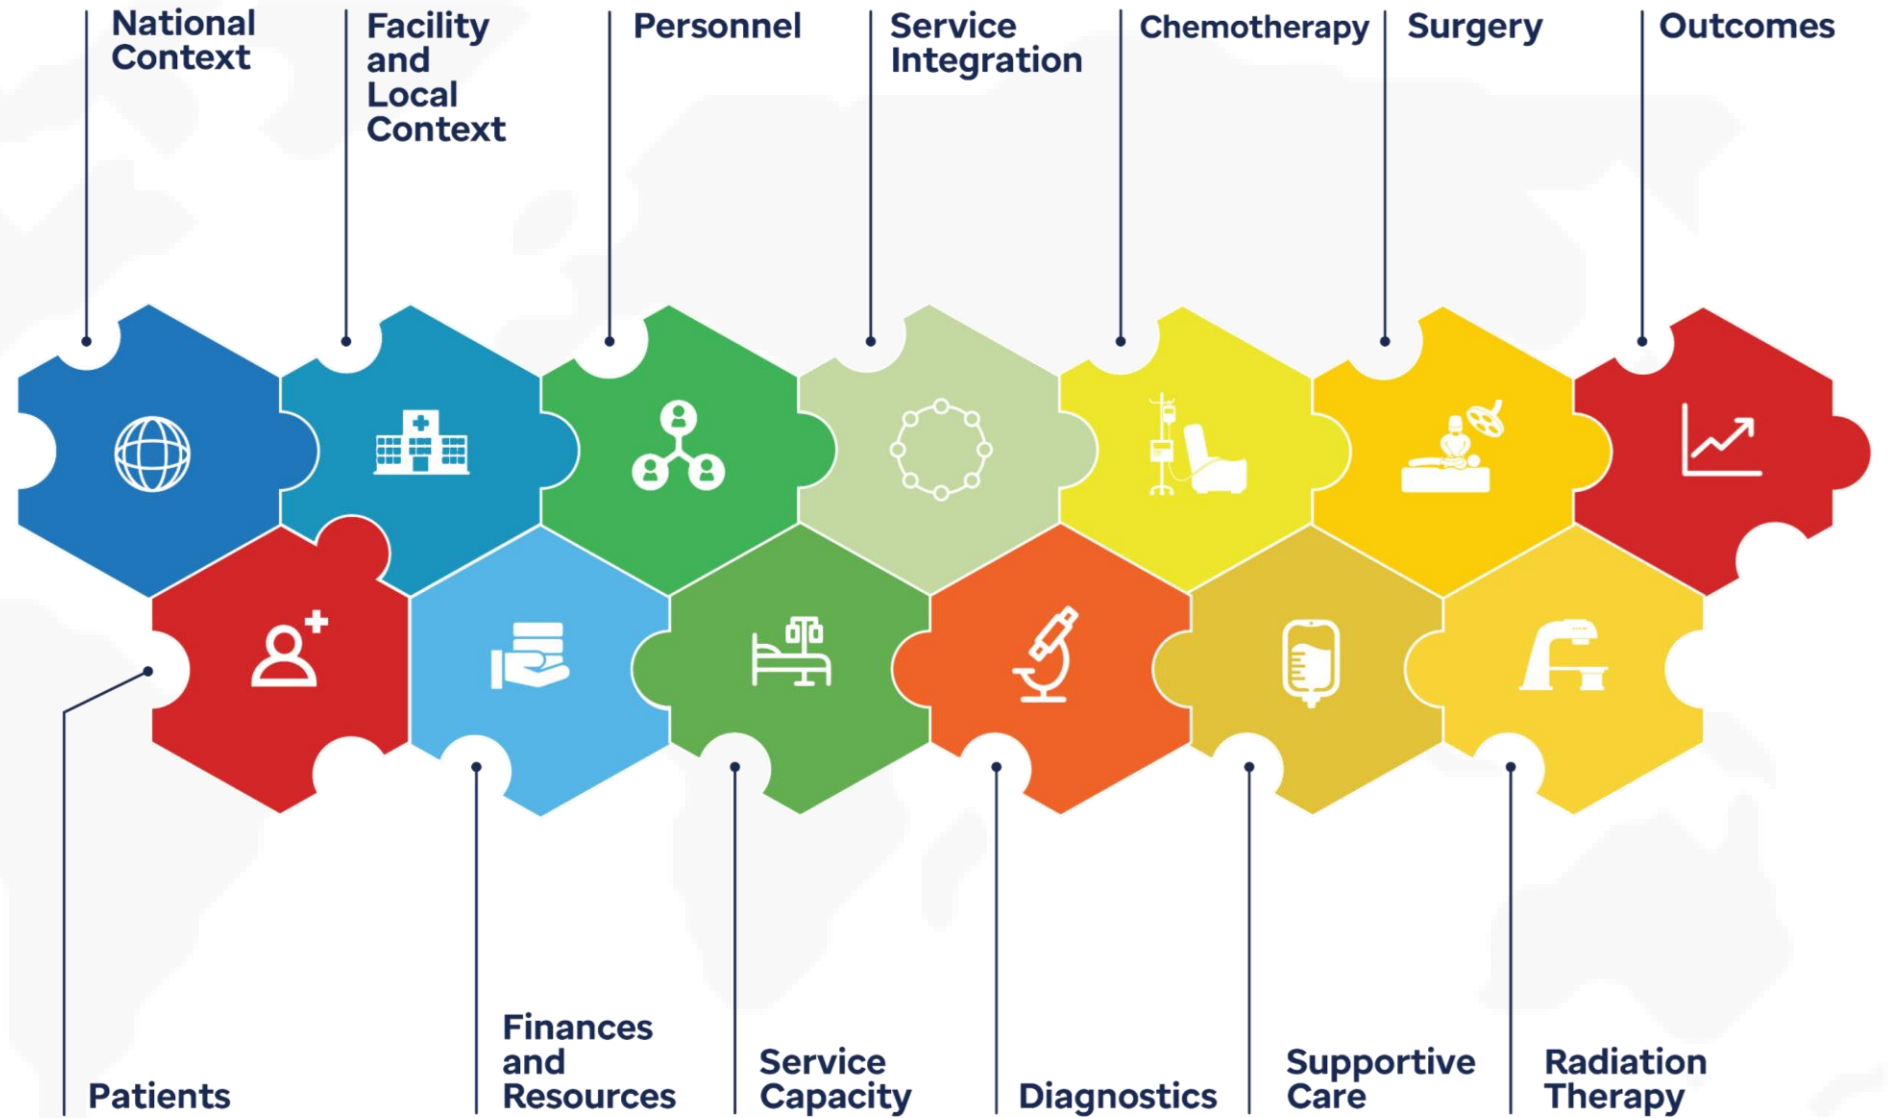 National
Context
Facility
and
Local
Context
Personnel
Service
Integration
Chemotherapy
Surgery
Outcomes
Patients
Finances
and
Resources
Service
Capacity
Diagnostics
Supportive
Care
Radiation
Therapy